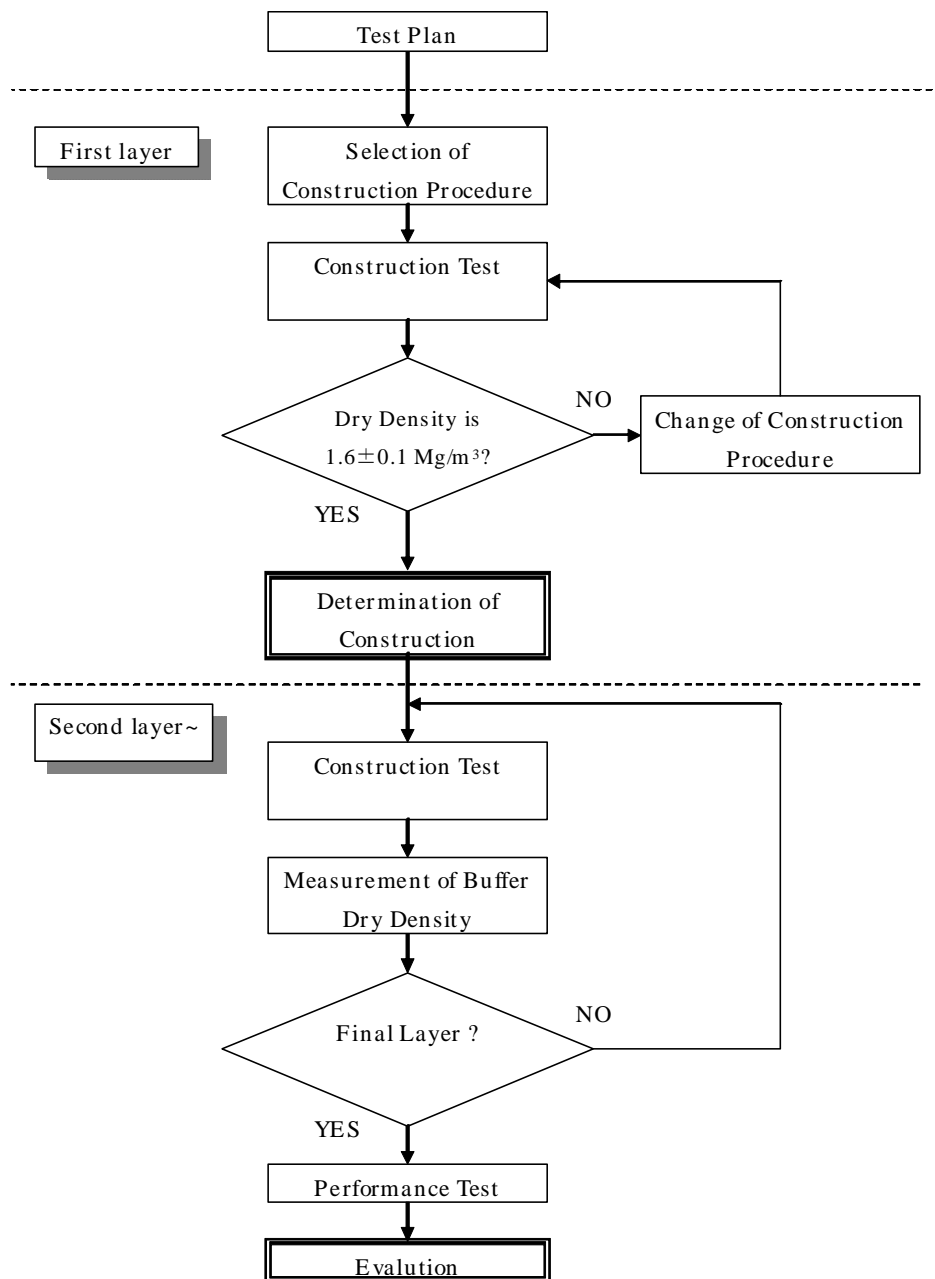 Test Plan
First layer
Selection of
Construction Procedure
Construction Test
Dry Density is
1.6±0.1 Mg/m³?
NO
Change of Construction
Procedure
YES
Determination of
Construction
Second layer~
Construction Test
Measurement of Buffer
Dry Density
Final Layer ?
NO
YES
Performance Test
Evalution